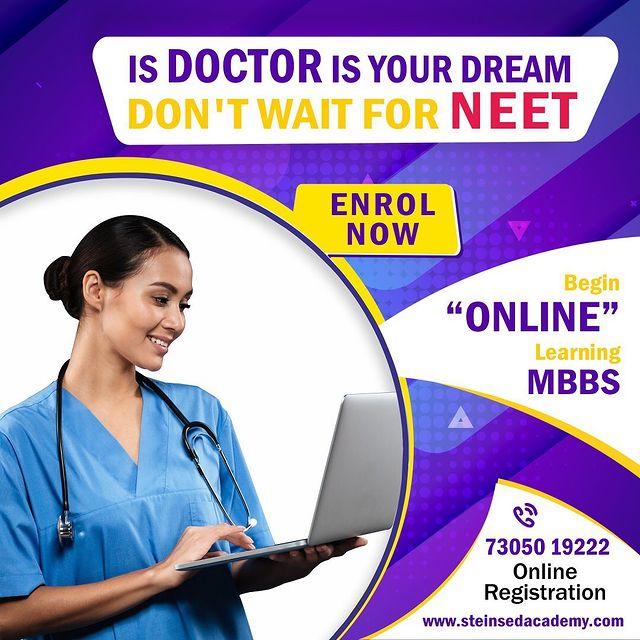 IS DOCTOR IS YOUR DREAM
DON'T WAIT FOR NEET
ENROL
NOW
Begin
“ONLINE”
Learning
MBBS
73050 19222
Online
Registration
www.steinsedacademy.com